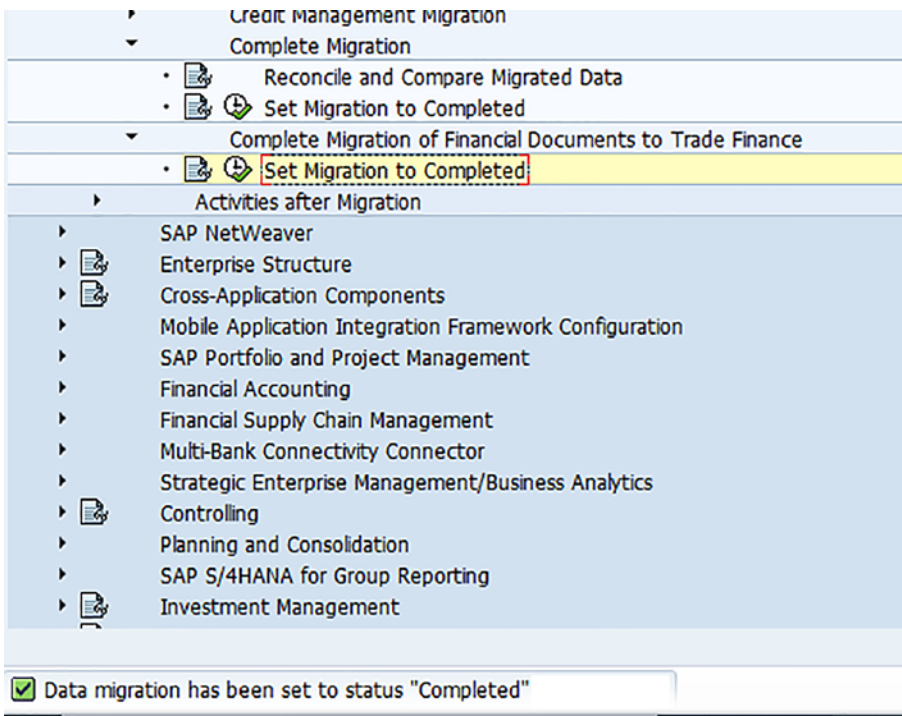 Credit Management Migration
Complete Migration
Reconcile and Compare Migrated Data
Set Migration to Completed
Complete Migration of Financial Documents to Trade Finance
Set Migration to Completed
Activities after Migration
SAP NetWeaver
Enterprise Structure
Cross-Application Components
Mobile Application Integration Framework Configuration
SAP Portfolio and Project Management
Financial Accounting
Financial Supply Chain Management
Multi-Bank Connectivity Connector
Strategic Enterprise Management/Business Analytics
Controlling
Planning and Consolidation
SAP S/4HANA for Group Reporting
Investment Management
Data migration has been set to status "Completed"